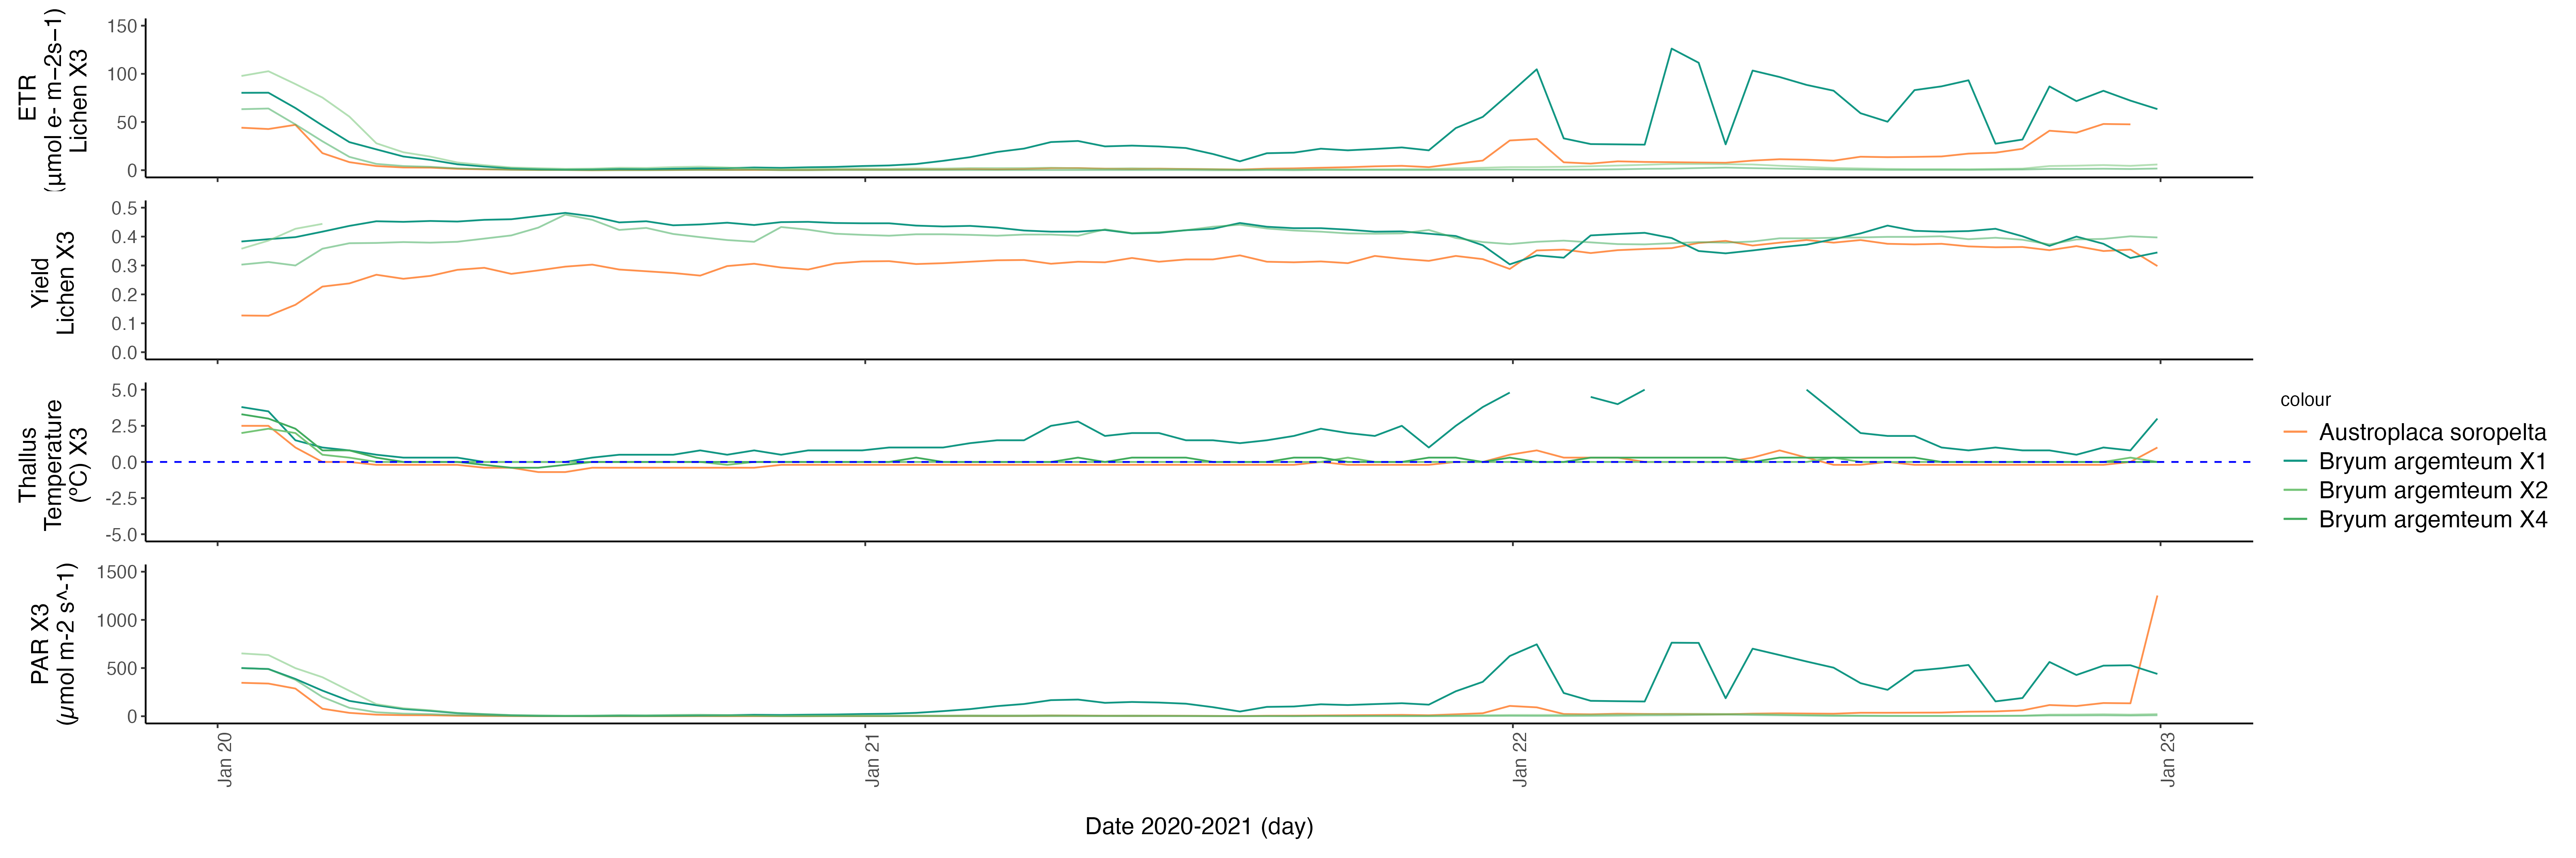 ETR
(µmol e- m−2s−1)
Lichen X3
150
100
50
0
Yield
Lichen X3
0.5
0.4
0.3
0.2
0.1
0.0
Thallus
Temperature
(ºC) X3
5.0
2.5
0.0
-2.5
-5.0
PAR X3
(µmol m-2 s^-1)
1500
1000
500
0
Jan 20
Jan 21
Jan 22
Jan 23
Date 2020-2021 (day)
colour
Austroplaca soropelta
Bryum argemteum X1
Bryum argemteum X2
Bryum argemteum X4